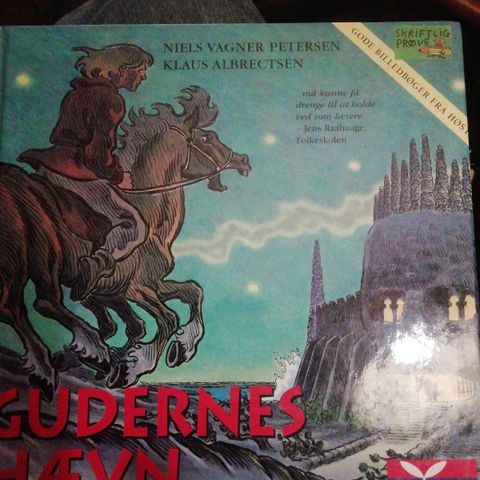 NIELS VAGNER PETERSEN
KLAUS ALBRECTSEN
SKRIFTLIG
PRØVE
GODE BILLEDBØGER FRA HØST
...må kunne få
drenge til at holde
ved som læsere
– Jens Raahauge,
Folkeskolen
GUDERNES
HÆVN